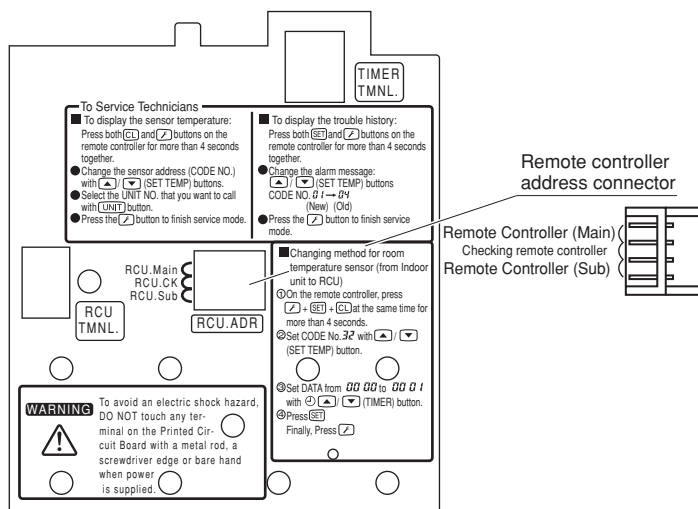 TIMER
TMNL.
To Service Technicians
■ To display the sensor temperature:
Press both CL and buttons on the
remote controller for more than 4 seconds
together.
● Change the sensor address (CODE NO.)
with ▲ / ▼ (SET TEMP) buttons.
● Select the UNIT NO. that you want to call
with UNIT button.
● Press the button to finish service mode.
■ To display the trouble history:
Press both SET and buttons on the
remote controller for more than 4 seconds
together.
● Change the alarm message:
▲ / ▼ (SET TEMP) buttons
CODE NO. 01 → 04
(New) (Old)
● Press the button to finish service
mode.
Remote controller
address connector
Remote Controller (Main)
Checking remote controller
Remote Controller (Sub)
RCU.Main
RCU.CK
RCU.Sub
RCU
TMNL.
RCU.ADR
■ Changing method for room
temperature sensor (from Indoor
unit to RCU)
① On the remote controller, press
+ SET + CL at the same time for
more than 4 seconds.
② Set CODE No. 32 with ▲ / ▼
(SET TEMP) button.
③ Set DATA from 00 00 to 00 01
with ▲ / ▼ (TIMER) button.
④ Press SET
Finally, Press
WARNING
To avoid an electric shock hazard,
DO NOT touch any ter-
minal on the Printed Cir-
cuit Board with a metal rod, a
screwdriver edge or bare hand
when power
is supplied.